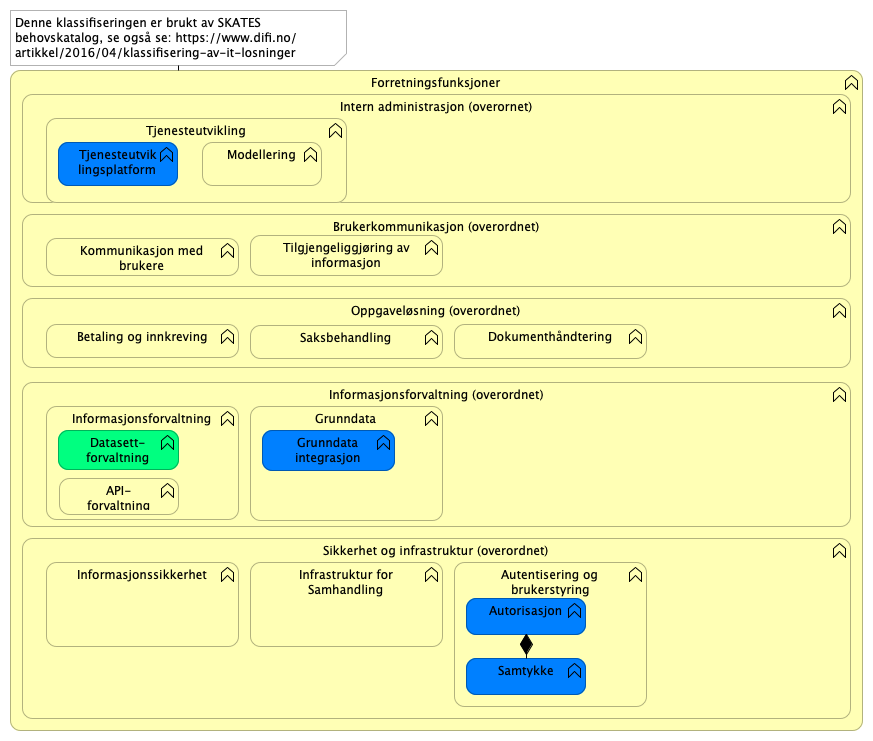 Denne klassifiseringen er brukt av SKATES
behovskatalog, se også se: https://www.difi.no/
artikkel/2016/04/klassifisering-av-it-losninger
Forretningsfunksjoner
Intern administrasjon (overornet)
Tjenesteutvikling
Tjenesteutvik
lingsplatform
Modellering
Brukerkommunikasjon (overordnet)
Kommunikasjon med
brukere
Tilgjengeliggjøring av
informasjon
Oppgaveløsning (overordnet)
Betaling og innkreving
Saksbehandling
Dokumenthåndtering
Informasjonsforvaltning (overordnet)
Informasjonsforvaltning
Datasett-
forvaltning
API-
forvaltning
Grunndata
Grunndata
integrasjon
Sikkerhet og infrastruktur (overordnet)
Informasjonssikkerhet
Infrastruktur for
Samhandling
Autentisering og
brukerstyring
Autorisasjon
Samtykke